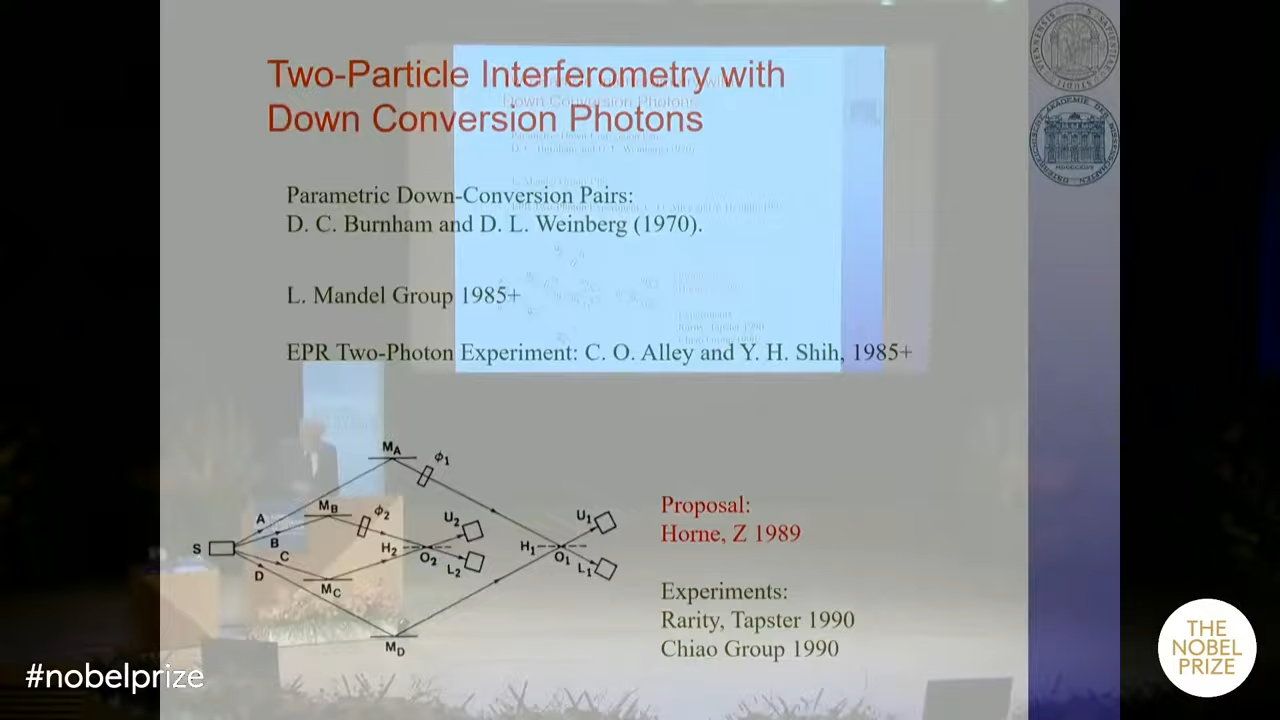 Two-Particle Interferometry with
Down Conversion Photons
Parametric Down-Conversion Pairs:
D. C. Burnham and D. L. Weinberg (1970).
L. Mandel Group 1985+
EPR Two-Photon Experiment: C. O. Alley and Y. H. Shih, 1985+
MA
ϕ1
A
MB
ϕ2
U2
U1
S
B
H2
O2
H1
O1
C
L2
L1
D
MC
MD
Proposal:
Horne, Z 1989
Experiments:
Rarity, Tapster 1990
Chiao Group 1990
#nobelprize
THE
NOBEL
PRIZE